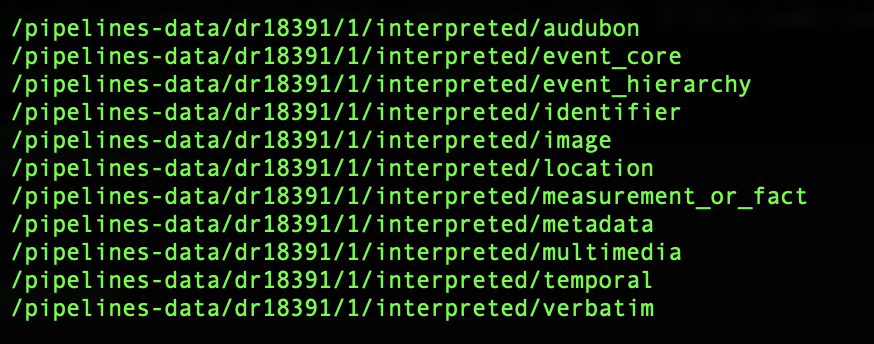 /pipelines-data/dr18391/1/interpreted/audubon
/pipelines-data/dr18391/1/interpreted/event_core
/pipelines-data/dr18391/1/interpreted/event_hierarchy
/pipelines-data/dr18391/1/interpreted/identifier
/pipelines-data/dr18391/1/interpreted/image
/pipelines-data/dr18391/1/interpreted/location
/pipelines-data/dr18391/1/interpreted/measurement_or_fact
/pipelines-data/dr18391/1/interpreted/metadata
/pipelines-data/dr18391/1/interpreted/multimedia
/pipelines-data/dr18391/1/interpreted/temporal
/pipelines-data/dr18391/1/interpreted/verbatim